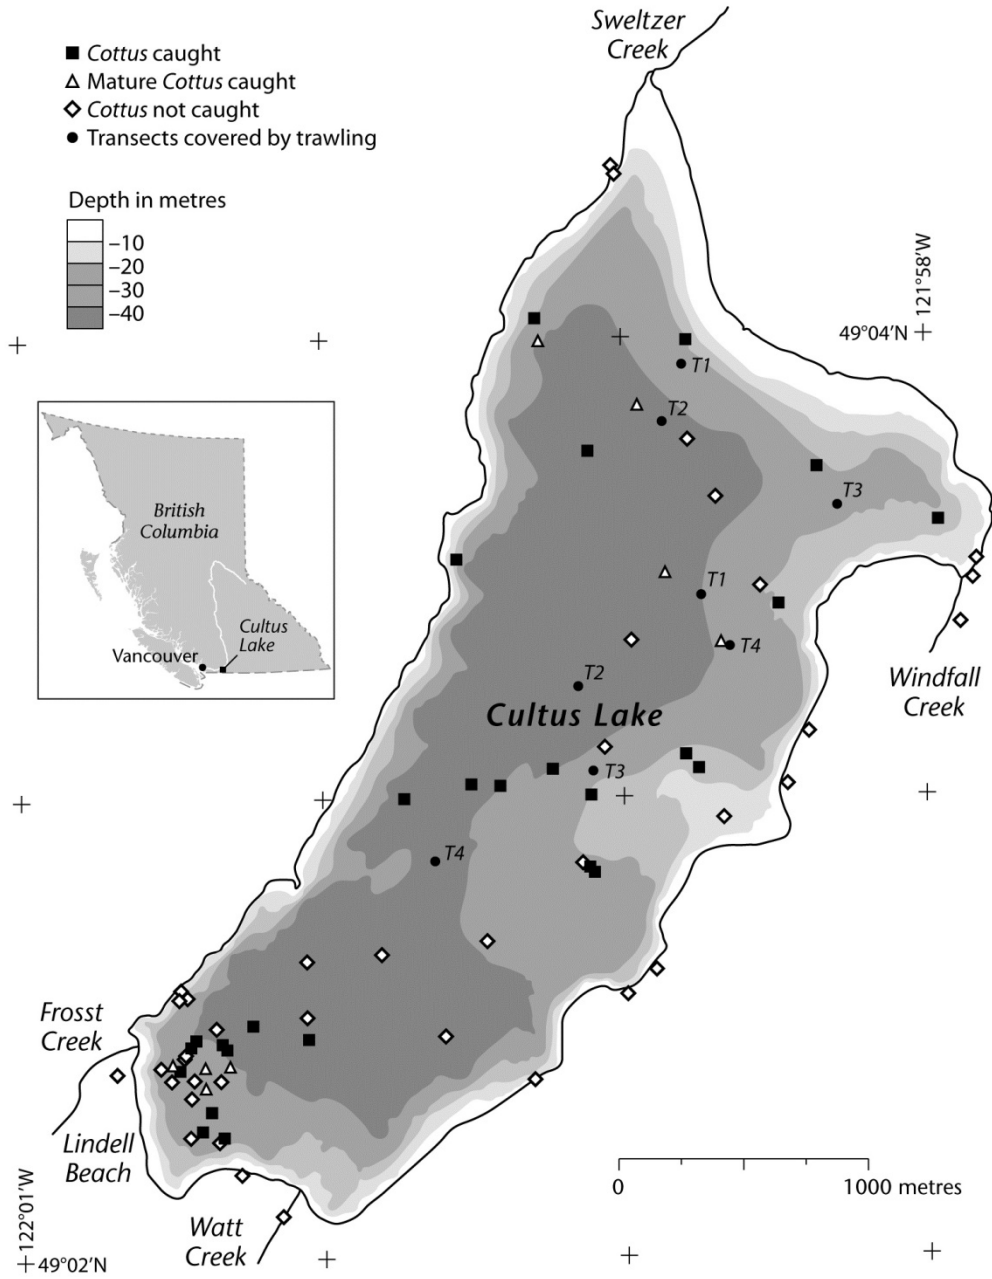 Sweltzer
Creek
Cottus caught
Mature Cottus caught
Cottus not caught
Transects covered by trawling
Depth in metres
–10
–20
–30
–40
121°58′W
49°04′N
T1
T2
T3
British
Columbia
Cultus
Lake
Vancouver
T1
T4
T2
Windfall
Creek
Cultus Lake
T3
T4
Frosst
Creek
Lindell
Beach
0
1000 metres
122°01′W
49°02′N
Watt
Creek